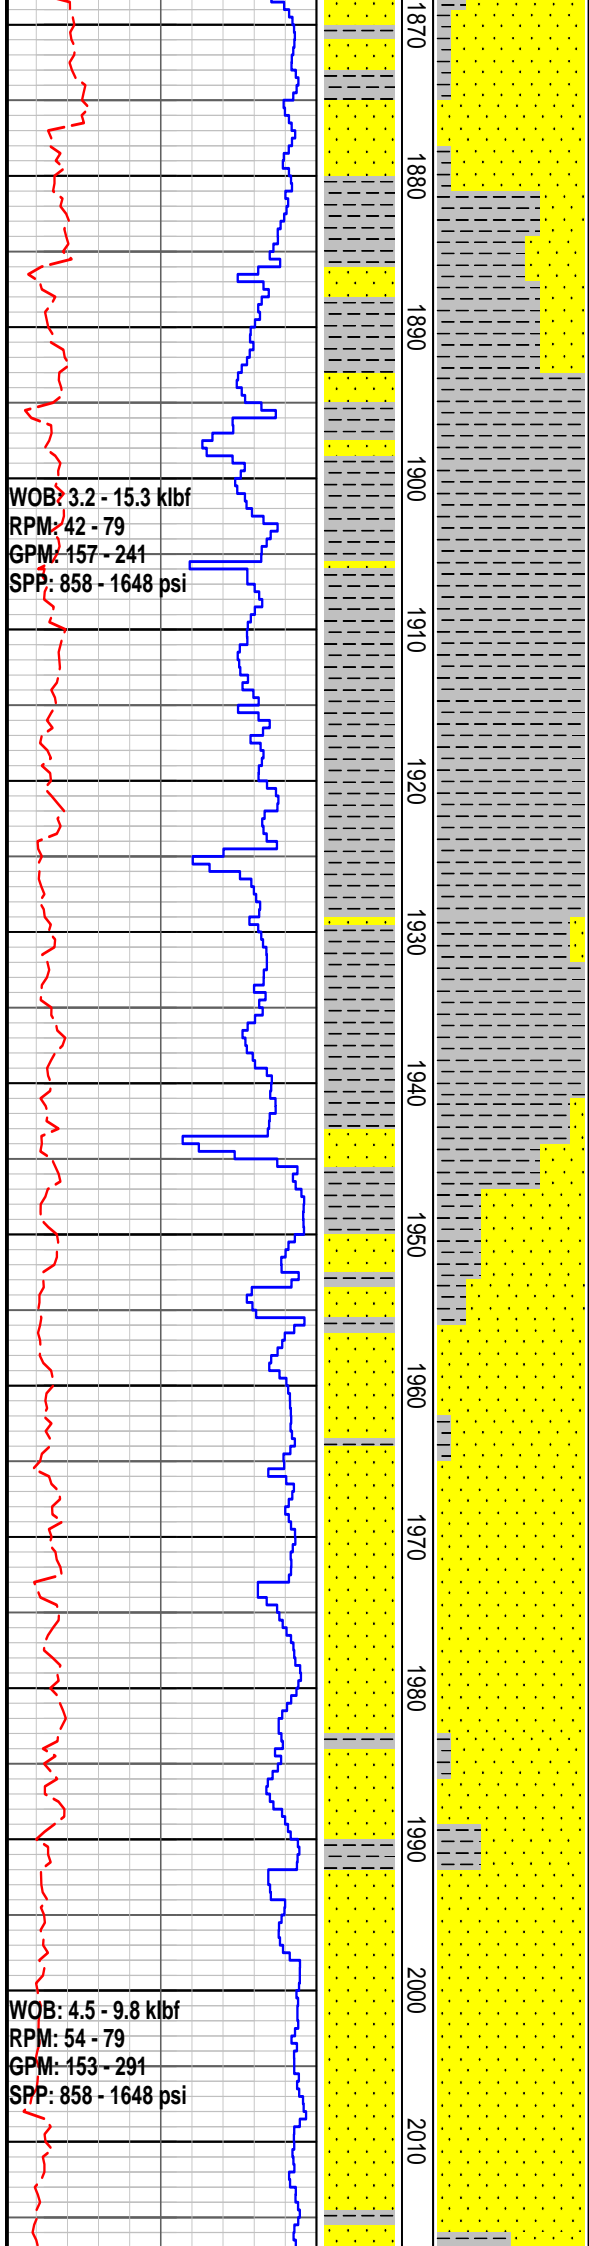 1870
1880
1890
1900
WOB: 3.2 - 15.3 klbf
RPM: 42 - 79
GPM: 157 - 241
SPP: 858 - 1648 psi
1910
1920
1930
1940
1950
1960
1970
1980
1990
2000
WOB: 4.5 - 9.8 klbf
RPM: 54 - 79
GPM: 153 - 291
SPP: 858 - 1648 psi
2010